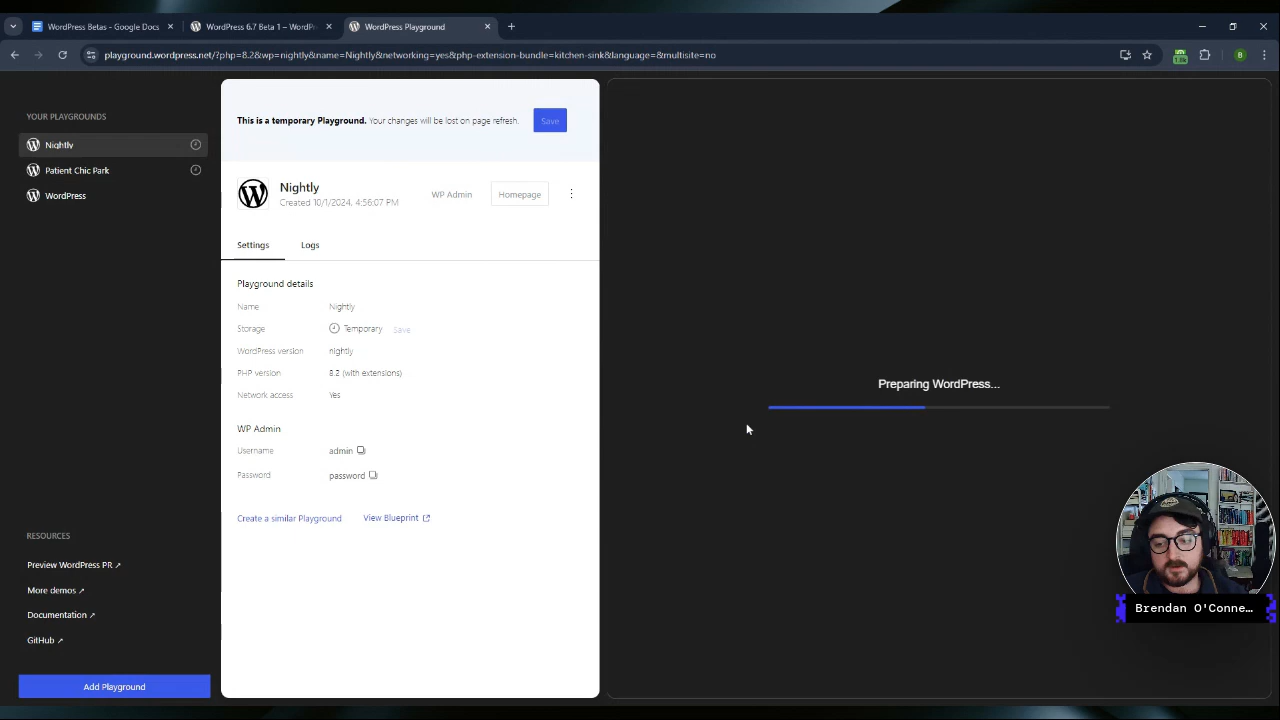 WordPress Betas - Google Docs
WordPress 6.7 Beta 1 – WordPr
WordPress Playground
playground.wordpress.net/?php=8.2&wp=nightly&name=Nightly&networking=yes&php-extension-bundle=kitchen-sink&language=&multisite=no
YOUR PLAYGROUNDS
Nightly
Patient Chic Park
WordPress
This is a temporary Playground. Your changes will be lost on page refresh.
Save
Nightly
Created 10/1/2024, 4:56:07 PM
WP Admin
Homepage
Settings
Logs
Playground details
Name Nightly
Storage Temporary Save
WordPress version nightly
PHP version 8.2 (with extensions)
Network access Yes
WP Admin
Username admin
Password password
Create a similar Playground
View Blueprint
Preparing WordPress...
RESOURCES
Preview WordPress PR ↗
More demos ↗
Documentation ↗
GitHub ↗
Add Playground
Brendan O'Conne…